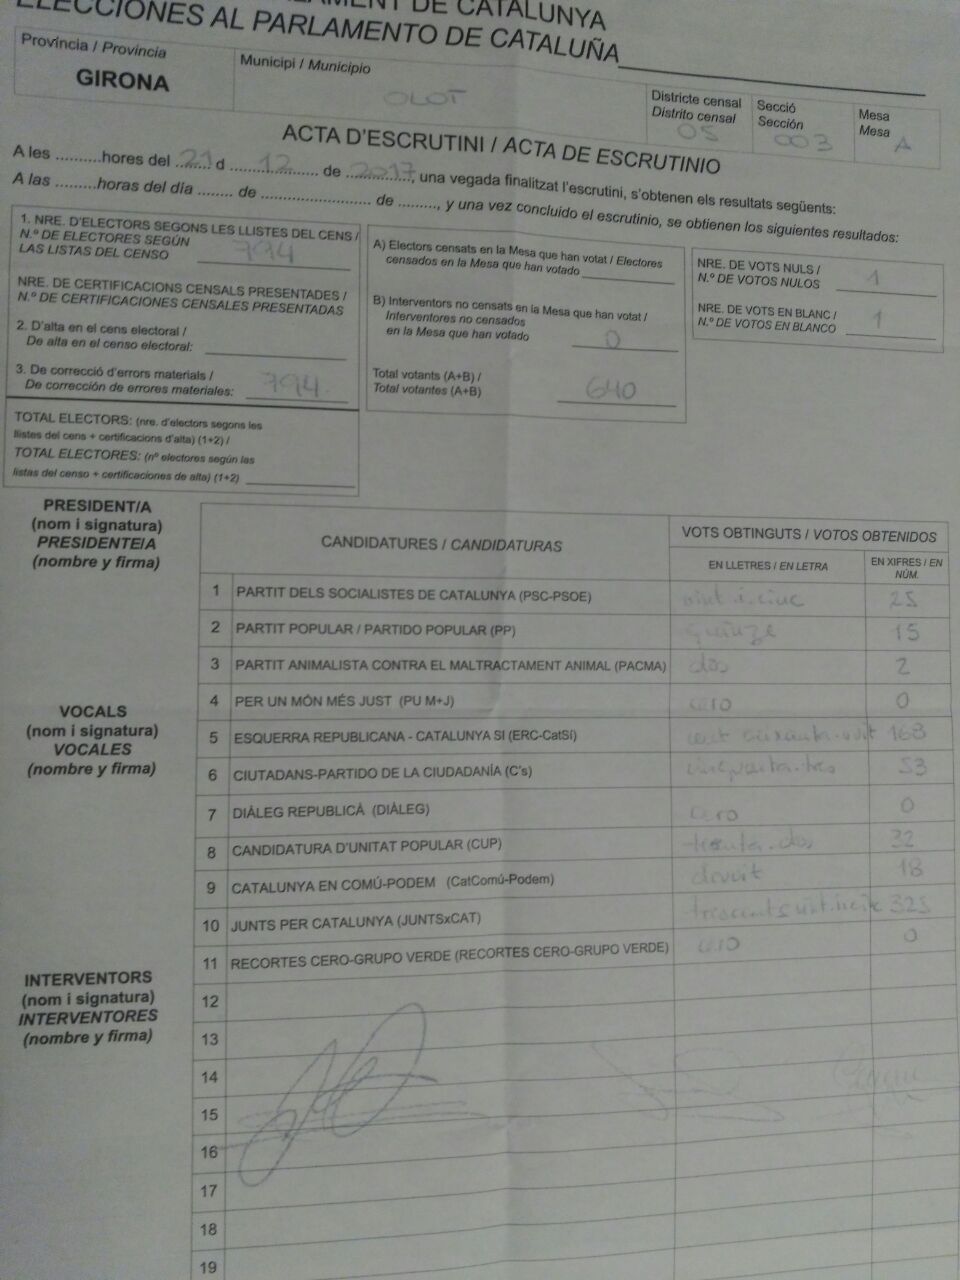 PARLAMENT DE CATALUNYA
ELECCIONES AL PARLAMENTO DE CATALUÑA
Província / Provincia
GIRONA
Municipi / Municipio
OLOT
Districte censal
Distrito censal
05
Secció
Sección
003
Mesa
Mesa
A
ACTA D'ESCRUTINI / ACTA DE ESCRUTINIO
A les ..........hores del 21 d 12 de 2017, una vegada finalitzat l'escrutini, s'obtenen els resultats següents:
A las .........horas del día ........ de ........................ de ........., y una vez concluido el escrutinio, se obtienen los siguientes resultados:
1. NRE. D'ELECTORS SEGONS LES LLISTES DEL CENS /
N.º DE ELECTORES SEGÚN
LAS LISTAS DEL CENSO 794
NRE. DE CERTIFICACIONS CENSALS PRESENTADES /
N.º DE CERTIFICACIONES CENSALES PRESENTADAS
2. D'alta en el cens electoral /
De alta en el censo electoral:
3. De correcció d'errors materials /
De corrección de errores materiales: 794
TOTAL ELECTORS: (nre. d'electors segons les
llistes del cens + certificacions d'alta) (1+2) /
TOTAL ELECTORES: (nº electores según las
listas del censo + certificaciones de alta) (1+2)
A) Electors censats en la Mesa que han votat / Electores
censados en la Mesa que han votado
B) Interventors no censats en la Mesa que han votat /
Interventores no censados
en la Mesa que han votado 0
Total votants (A+B) /
Total votantes (A+B) 640
NRE. DE VOTS NULS /
N.º DE VOTOS NULOS 1
NRE. DE VOTS EN BLANC /
N.º DE VOTOS EN BLANCO 1
PRESIDENT/A
(nom i signatura)
PRESIDENTE/A
(nombre y firma)
VOCALS
(nom i signatura)
VOCALES
(nombre y firma)
INTERVENTORS
(nom i signatura)
INTERVENTORES
(nombre y firma)
CANDIDATURES / CANDIDATURAS
VOTS OBTINGUTS / VOTOS OBTENIDOS
EN LLETRES / EN LETRA
EN XIFRES / EN
NÚM.
1 PARTIT DELS SOCIALISTES DE CATALUNYA (PSC-PSOE) vint-i-cinc 25
2 PARTIT POPULAR / PARTIDO POPULAR (PP) quinze 15
3 PARTIT ANIMALISTA CONTRA EL MALTRACTAMENT ANIMAL (PACMA) dos 2
4 PER UN MÓN MÉS JUST (PU M+J) cero 0
5 ESQUERRA REPUBLICANA - CATALUNYA SI (ERC-CatSí) cent seixanta-vuit 168
6 CIUTADANS-PARTIDO DE LA CIUDADANÍA (C's) cinquanta-tres 53
7 DIÀLEG REPUBLICÀ (DIÀLEG) cero 0
8 CANDIDATURA D'UNITAT POPULAR (CUP) trenta-dos 32
9 CATALUNYA EN COMÚ-PODEM (CatComú-Podem) divuit 18
10 JUNTS PER CATALUNYA (JUNTSxCAT) 325
11 RECORTES CERO-GRUPO VERDE (RECORTES CERO-GRUPO VERDE) cero 0
12
13
14
15
16
17
18
19